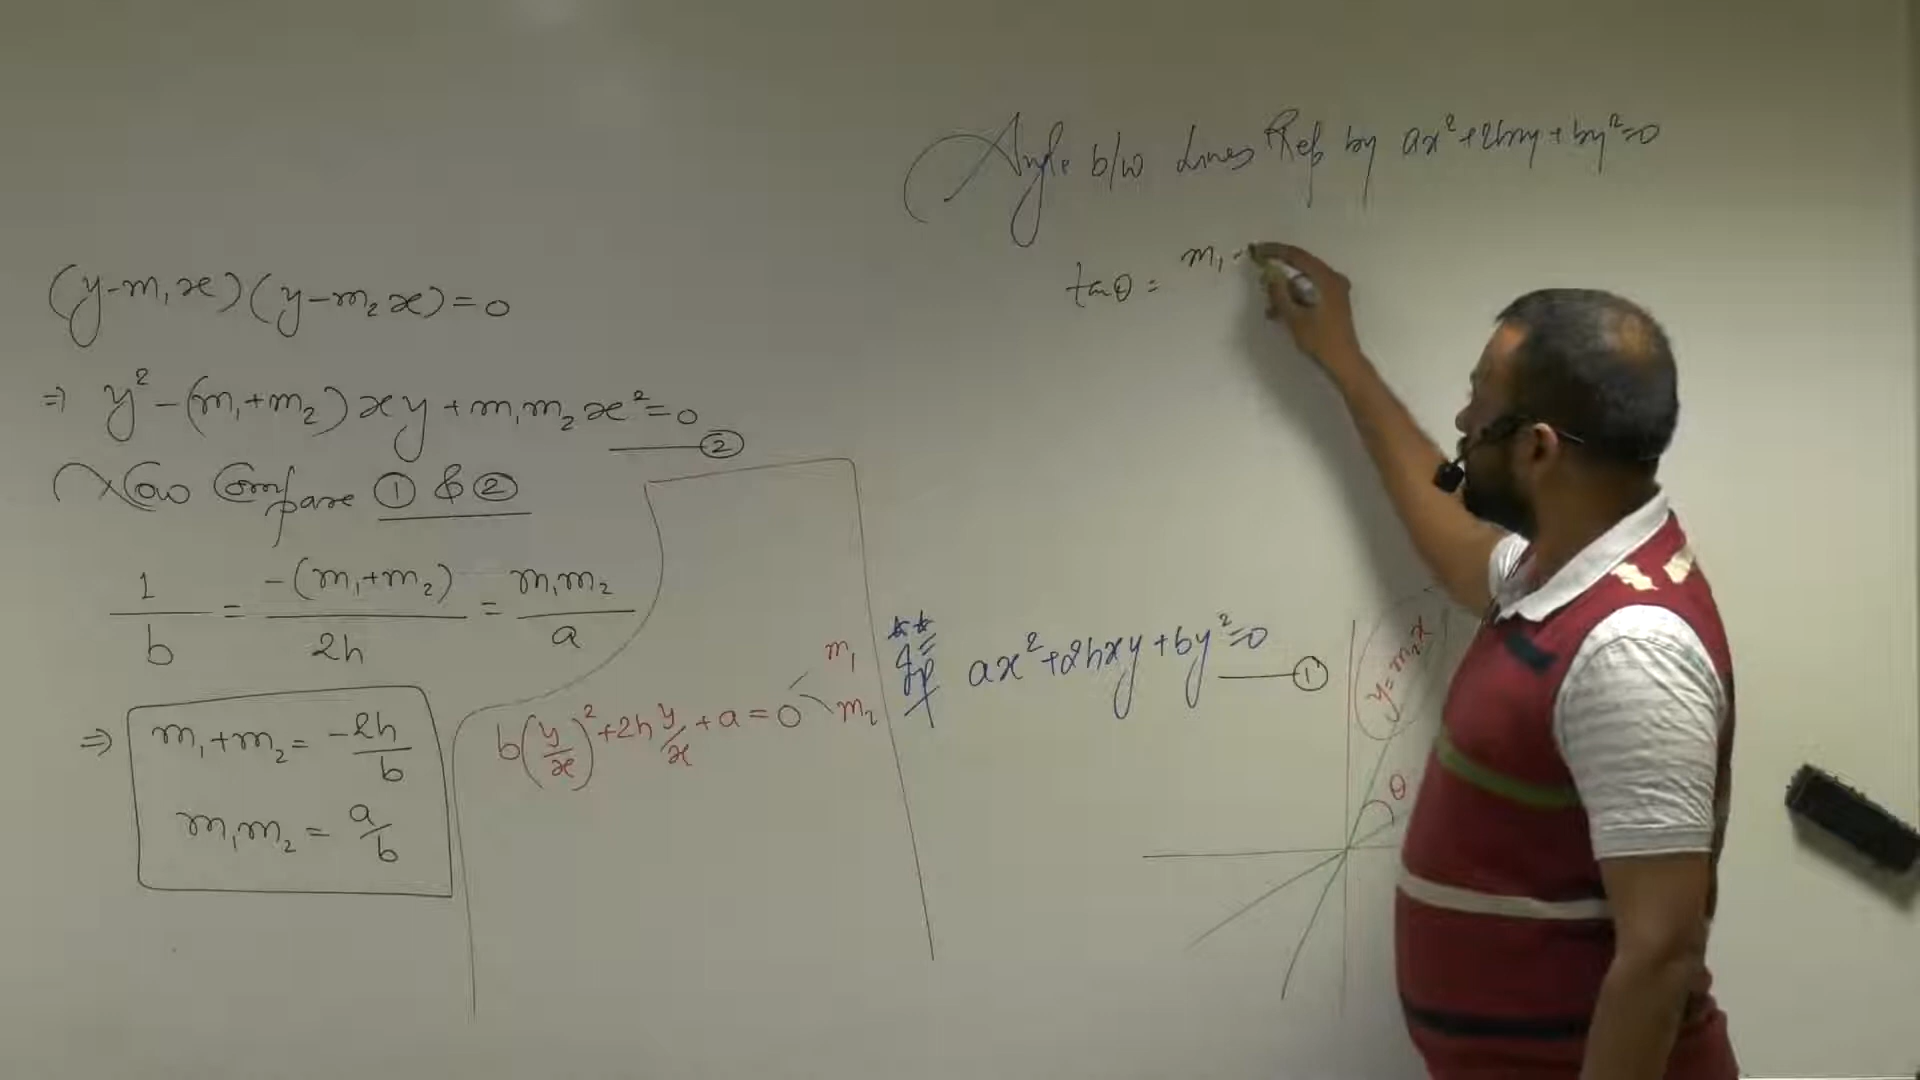 (y-m₁x)(y-m₂x)=0
⇒ y²-(m₁+m₂)xy+m₁m₂x²=0
②
Now Compare ① & ②
1/b = -(m₁+m₂)/2h = m₁m₂/a
⇒ m₁+m₂= -2h/b
m₁m₂ = a/b
b(y/x)²+2h y/x + a = 0
m₁
m₂
Angle b/w Lines Rep by ax²+2hxy+by²=0
tanθ = m₁-
If ax²+2hxy+by²=0 ①
y=m₂x
θ